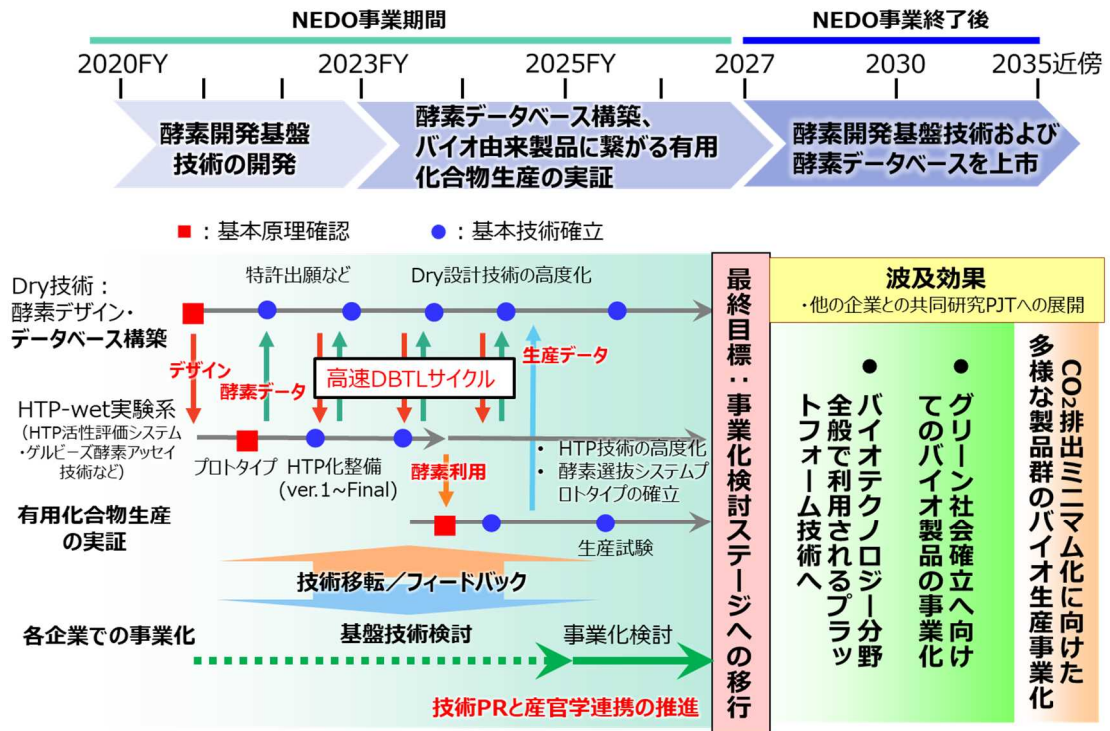 NEDO事業期間
NEDO事業終了後
2020FY
2023FY
2025FY
2027
2030
2035近傍
酵素開発基盤
技術の開発
酵素データベース構築、
バイオ由来製品に繋がる有用
化合物生産の実証
酵素開発基盤技術および
酵素データベースを上市
：基本原理確認
：基本技術確立
Dry技術：
酵素デザイン・
データベース構築
特許出願など
Dry設計技術の高度化
デザイン
酵素データ
高速DBTLサイクル
生産データ
HTP-wet実験系
（HTP活性評価システム
・ゲルビーズ酵素アッセイ
技術など）
プロトタイプ
HTP化整備
(ver.1~Final)
酵素利用
• HTP技術の高度化
• 酵素選抜システムプ
ロトタイプの確立
有用化合物生産
の実証
生産試験
技術移転／フィードバック
各企業での事業化
基盤技術検討
事業化検討
技術PRと産官学連携の推進
最終目標：事業化検討ステージへの移行
波及効果
・他の企業との共同研究PJTへの展開
● バイオテクノロジー分野
全般で利用されるプラッ
トフォーム技術へ
● グリーン社会確立へ向け
てのバイオ製品の事業化
CO₂排出ミニマム化に向けた
多様な製品群のバイオ生産事業化